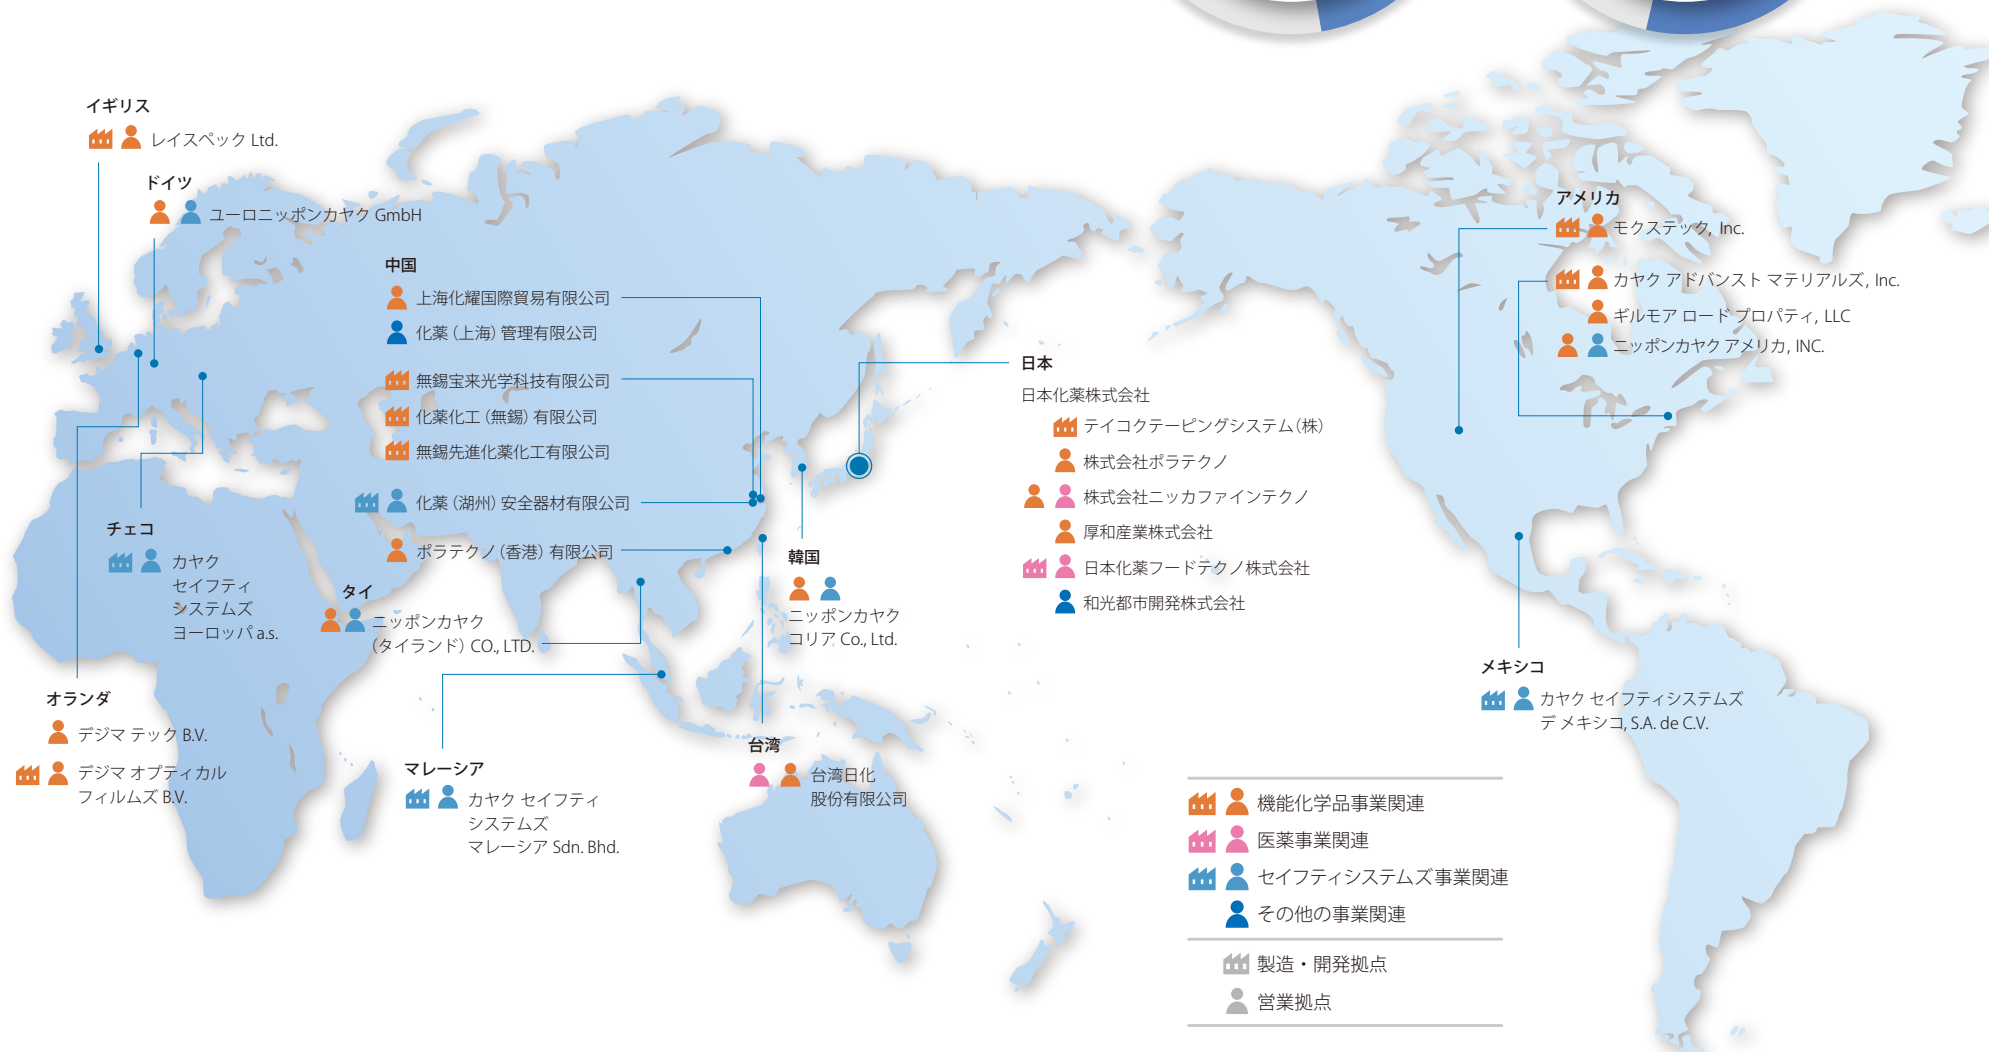 イギリス
レイスペック Ltd.
ドイツ
ユーロニッポンカヤク GmbH
中国
上海化耀国際貿易有限公司
化薬（上海）管理有限公司
無錫宝来光学科技有限公司
化薬化工（無錫）有限公司
無錫先進化薬化工有限公司
化薬（湖州）安全器材有限公司
ポラテクノ（香港）有限公司
チェコ
カヤク
セイフティ
システムズ
ヨーロッパ a.s.
タイ
ニッポンカヤク
（タイランド）CO., LTD.
オランダ
デジマ テック B.V.
デジマ オプティカル
フィルムズ B.V.
マレーシア
カヤク セイフティ
システムズ
マレーシア Sdn. Bhd.
台湾
台湾日化
股份有限公司
韓国
ニッポンカヤク
コリア Co., Ltd.
日本
日本化薬株式会社
テイコクテーピングシステム（株）
株式会社ポラテクノ
株式会社ニッカファインテクノ
厚和産業株式会社
日本化薬フードテクノ株式会社
和光都市開発株式会社
アメリカ
モクステック, Inc.
カヤク アドバンスト マテリアルズ, Inc.
ギルモア ロード プロパティ, LLC
ニッポンカヤク アメリカ, INC.
メキシコ
カヤク セイフティシステムズ
デ メキシコ, S.A. de C.V.
機能化学品事業関連
医薬事業関連
セイフティシステムズ事業関連
その他の事業関連
製造・開発拠点
営業拠点